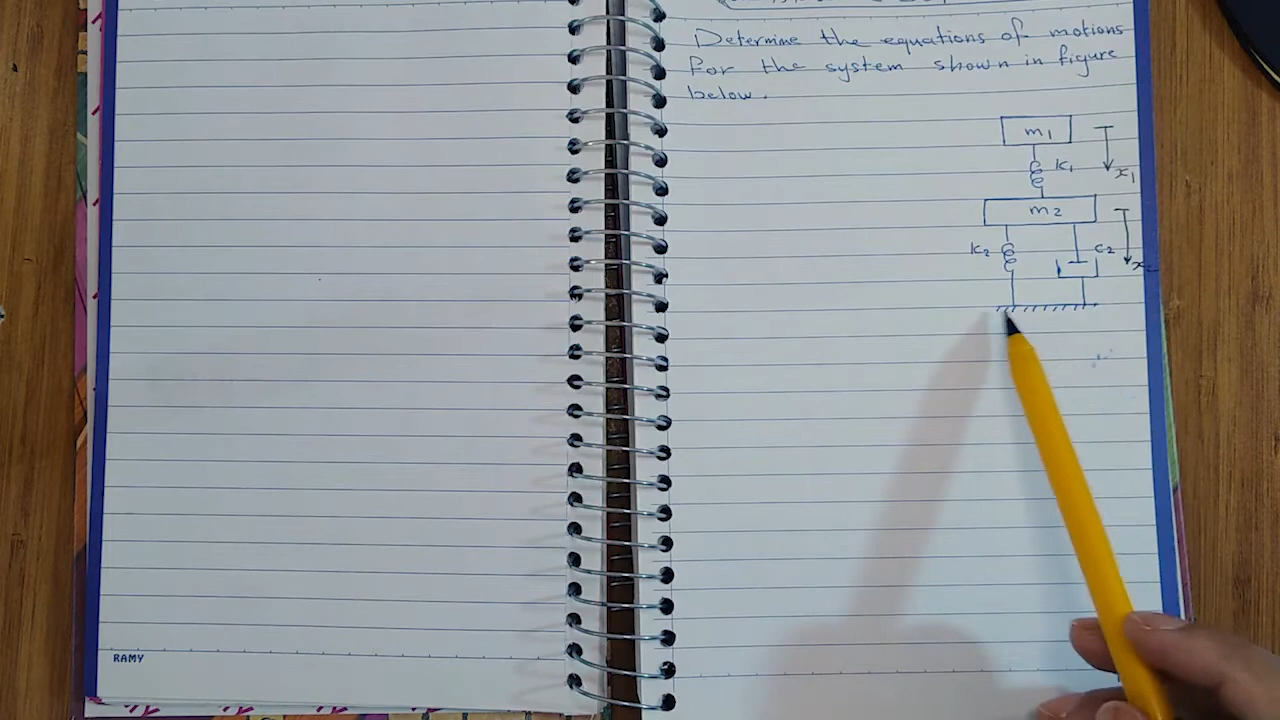 Determine the equations of motions
for the system shown in figure
below.
m1
k1
x1
m2
k2
c2
RAMY